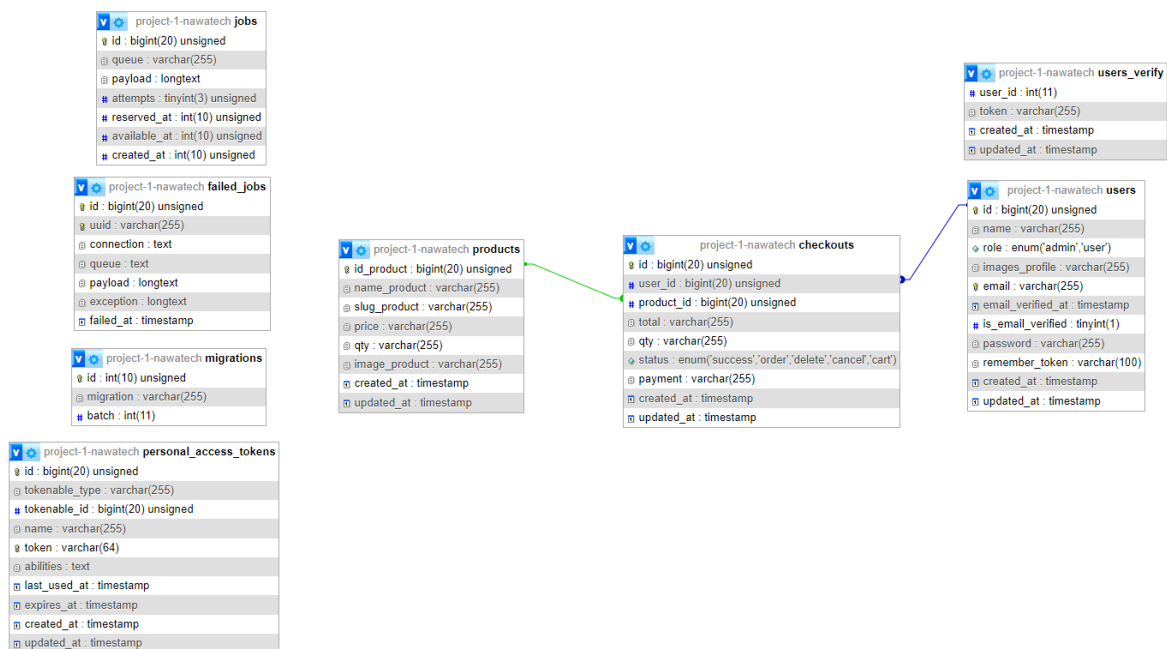 project-1-nawatech jobs
id : bigint(20) unsigned
queue : varchar(255)
payload : longtext
attempts : tinyint(3) unsigned
reserved_at : int(10) unsigned
available_at : int(10) unsigned
created_at : int(10) unsigned
project-1-nawatech failed_jobs
id : bigint(20) unsigned
uuid : varchar(255)
connection : text
queue : text
payload : longtext
exception : longtext
failed_at : timestamp
project-1-nawatech migrations
id : int(10) unsigned
migration : varchar(255)
batch : int(11)
project-1-nawatech personal_access_tokens
id : bigint(20) unsigned
tokenable_type : varchar(255)
tokenable_id : bigint(20) unsigned
name : varchar(255)
token : varchar(64)
abilities : text
last_used_at : timestamp
expires_at : timestamp
created_at : timestamp
updated_at : timestamp
project-1-nawatech products
id_product : bigint(20) unsigned
name_product : varchar(255)
slug_product : varchar(255)
price : varchar(255)
qty : varchar(255)
image_product : varchar(255)
created_at : timestamp
updated_at : timestamp
project-1-nawatech checkouts
id : bigint(20) unsigned
user_id : bigint(20) unsigned
product_id : bigint(20) unsigned
total : varchar(255)
qty : varchar(255)
status : enum('success','order','delete','cancel','cart')
payment : varchar(255)
created_at : timestamp
updated_at : timestamp
project-1-nawatech users_verify
user_id : int(11)
token : varchar(255)
created_at : timestamp
updated_at : timestamp
project-1-nawatech users
id : bigint(20) unsigned
name : varchar(255)
role : enum('admin','user')
images_profile : varchar(255)
email : varchar(255)
email_verified_at : timestamp
is_email_verified : tinyint(1)
password : varchar(255)
remember_token : varchar(100)
created_at : timestamp
updated_at : timestamp